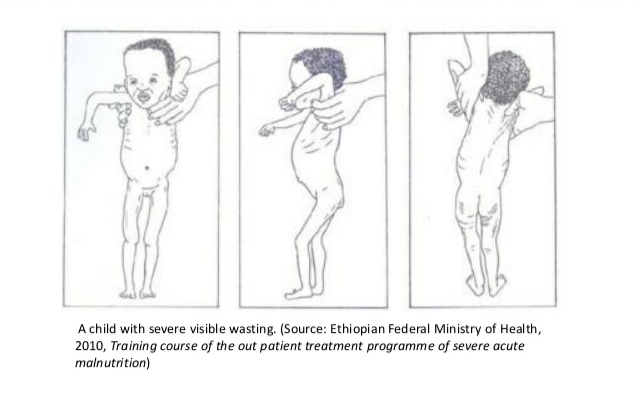 A child with severe visible wasting. (Source: Ethiopian Federal Ministry of Health,
2010, Training course of the out patient treatment programme of severe acute
malnutrition)